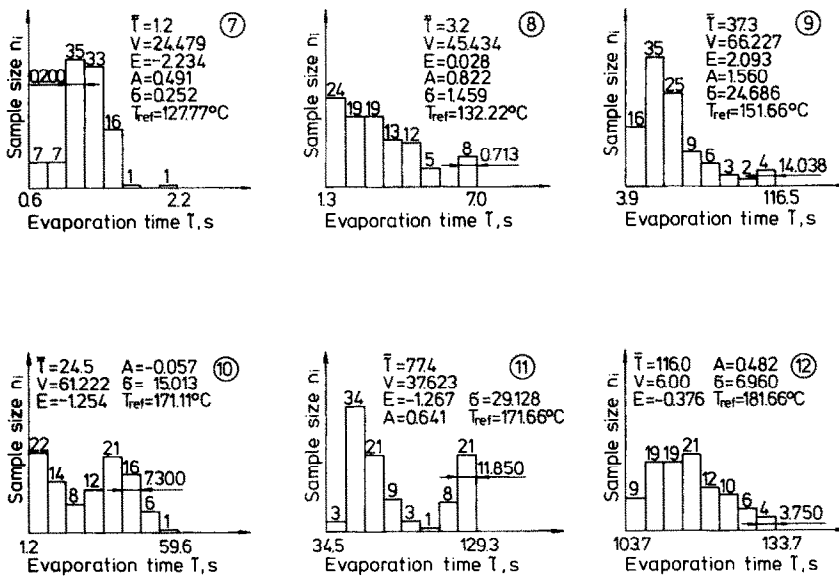 Sample size nᵢ
τ̄=1.2
V=24.479
E=-2.234
A=0.491
б=0.252
Tref=127.77°C
7
0.200
7 7 35 33 16 1 1
0.6 2.2
Evaporation time τ̄,s
Sample size nᵢ
τ̄=3.2
V=45.434
E=0.028
A=0.822
б=1.459
Tref=132.22°C
8
24 19 19 13 12 5 8
0.713
1.3 7.0
Evaporation time τ̄,s
Sample size nᵢ
τ̄=37.3
V=66.227
E=2.093
A=1.560
б=24.686
Tref=151.66°C
9
16 35 25 9 6 3 2 4
14.038
3.9 116.5
Evaporation time τ̄,s
Sample size nᵢ
τ̄=24.5 A=-0.057
V=61.222 б= 15.013
E=-1.254 Tref=171.11°C
10
22 14 8 12 21 16 6 1
7.300
1.2 59.6
Evaporation time τ̄,s
Sample size nᵢ
τ̄=77.4
V=37.623
E=-1.267 б=29.128
A=0.641 Tref=171.66°C
11
3 34 21 9 3 1 8 21
11.850
34.5 129.3
Evaporation time τ̄,s
Sample size nᵢ
τ̄=116.0 A=0.482
V=6.00 б=6.960
E=-0.376 Tref=181.66°C
12
9 19 19 21 12 10 6 4
3.750
103.7 133.7
Evaporation time τ̄,s